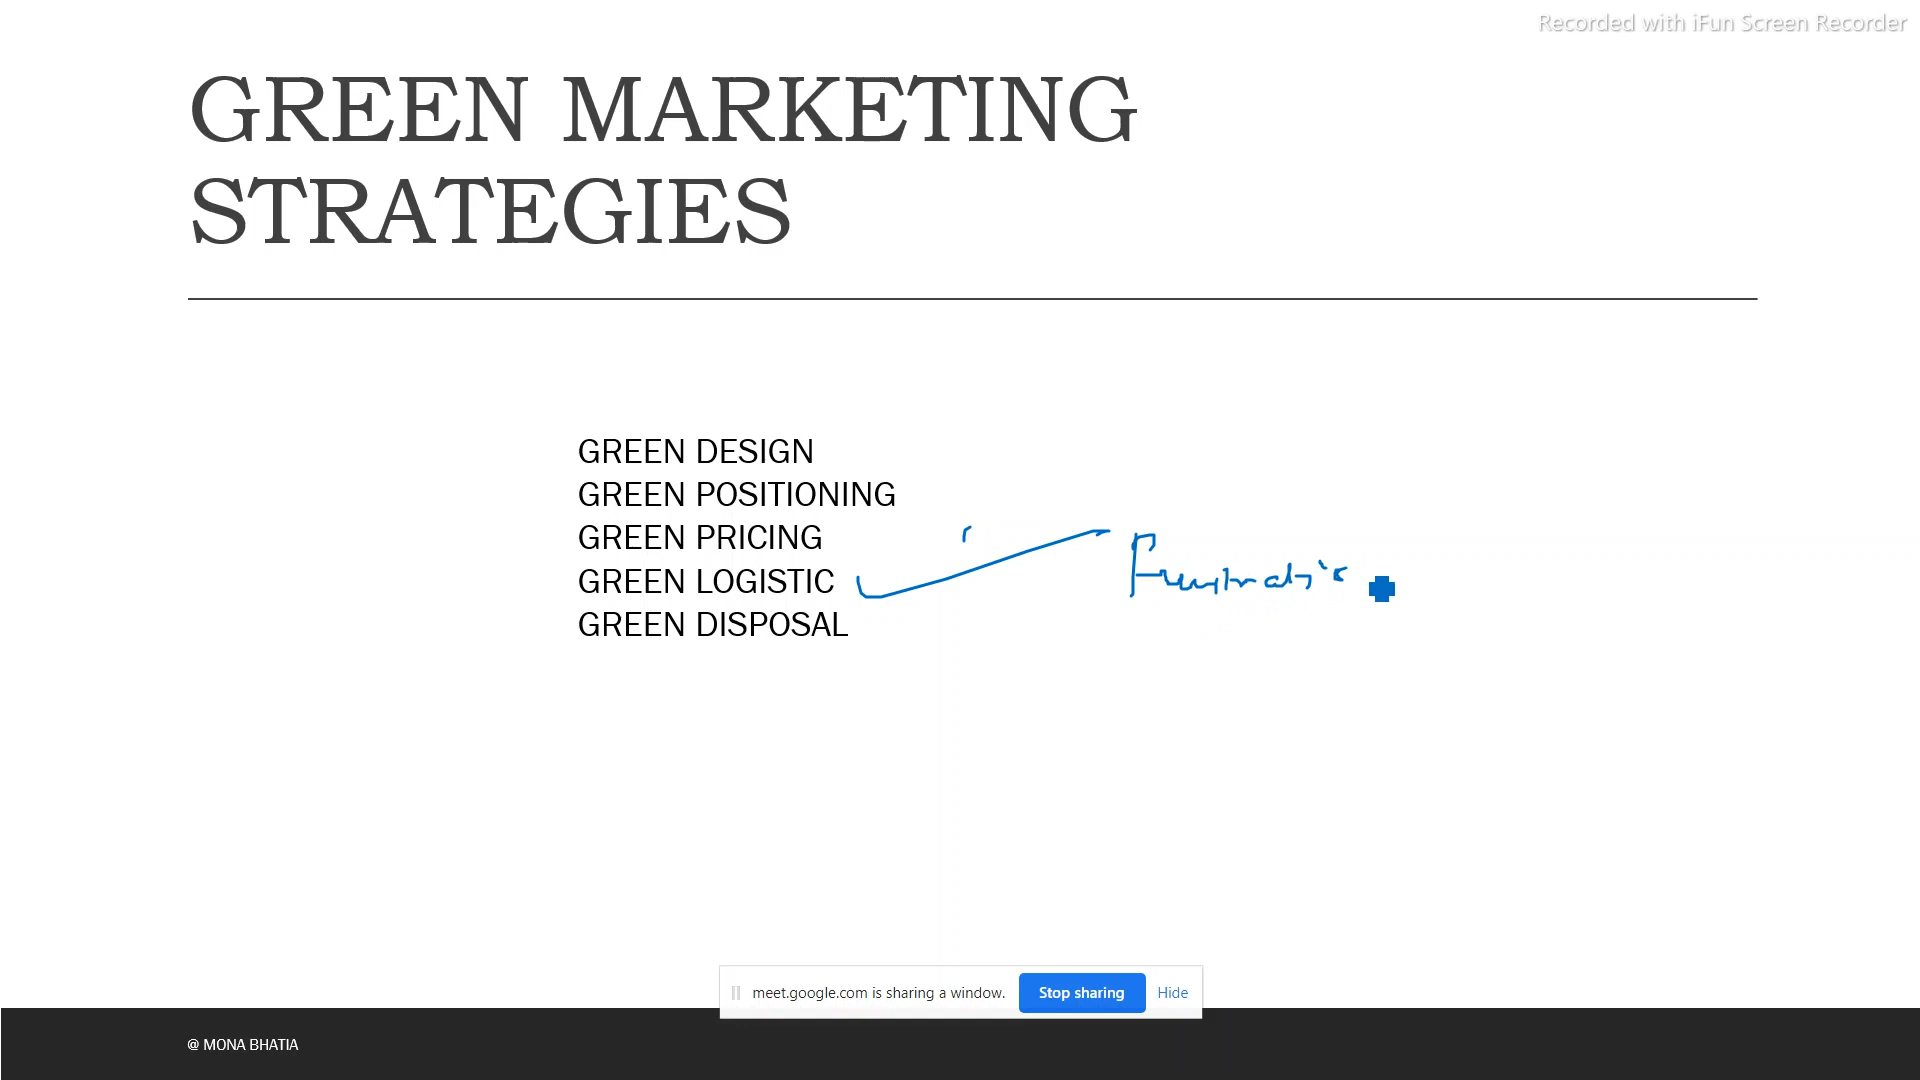 Recorded with iFun Screen Recorder
GREEN MARKETING
STRATEGIES
GREEN DESIGN
GREEN POSITIONING
GREEN PRICING
GREEN LOGISTIC
GREEN DISPOSAL
meet.google.com is sharing a window. Stop sharing Hide
@ MONA BHATIA